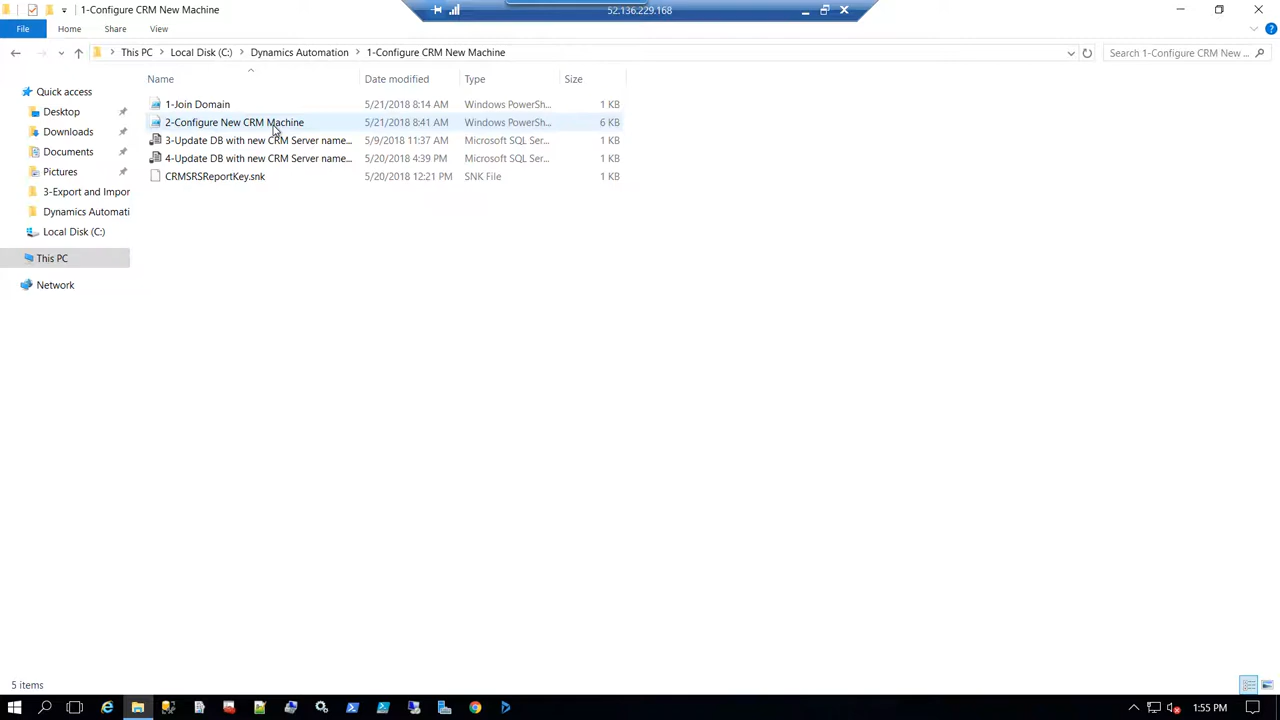 1-Configure CRM New Machine
52.136.229.168
File Home Share View
This PC Local Disk (C:) Dynamics Automation 1-Configure CRM New Machine
Search 1-Configure CRM New ...
Name Date modified Type Size
Quick access
Desktop
Downloads
Documents
Pictures
3-Export and Impor
Dynamics Automati
Local Disk (C:)
This PC
Network
1-Join Domain 5/21/2018 8:14 AM Windows PowerSh... 1 KB
2-Configure New CRM Machine 5/21/2018 8:41 AM Windows PowerSh... 6 KB
3-Update DB with new CRM Server name... 5/9/2018 11:37 AM Microsoft SQL Ser... 1 KB
4-Update DB with new CRM Server name... 5/20/2018 4:39 PM Microsoft SQL Ser... 1 KB
CRMSRSReportKey.snk 5/20/2018 12:21 PM SNK File 1 KB
5 items
1:55 PM